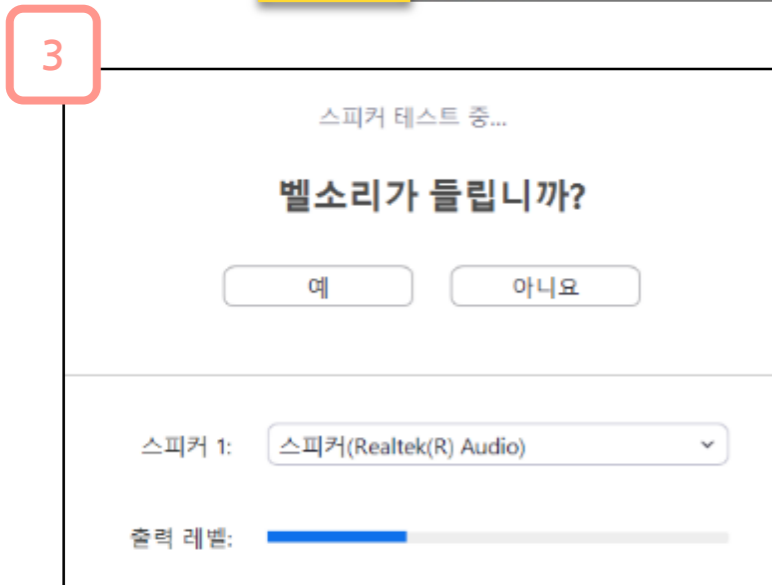 3
스피커 테스트 중...
벨소리가 들립니까?
예 아니요
스피커 1: 스피커(Realtek(R) Audio)
출력 레벨: